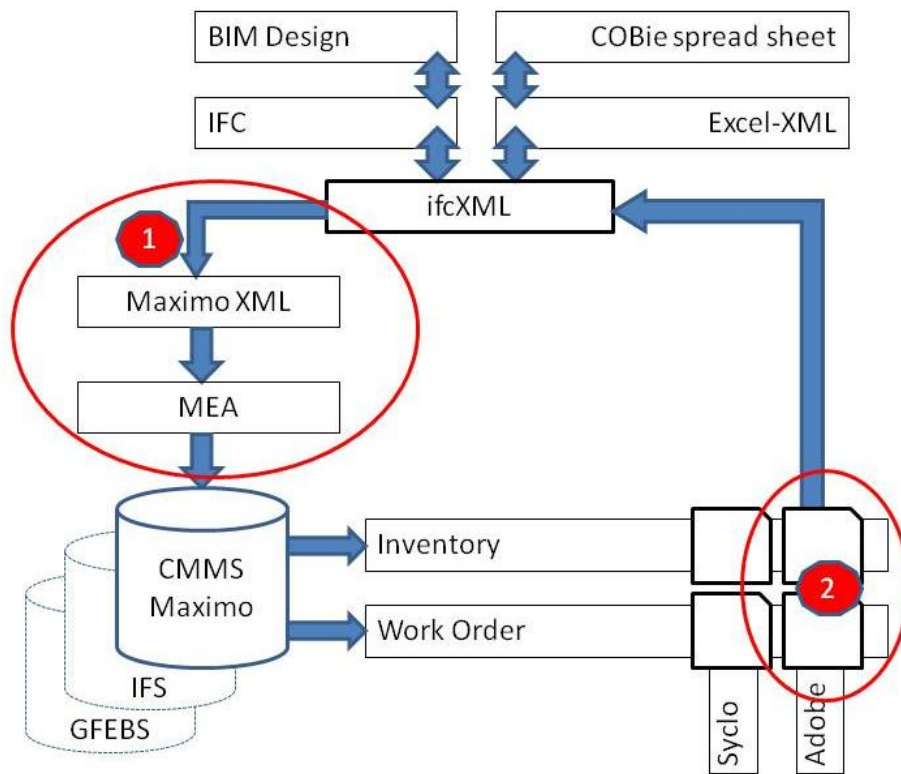 BIM Design
COBie spread sheet
IFC
Excel-XML
ifcXML
1
Maximo XML
MEA
CMMS
Maximo
Inventory
2
Work Order
IFS
GFEBS
Syclo
Adobe